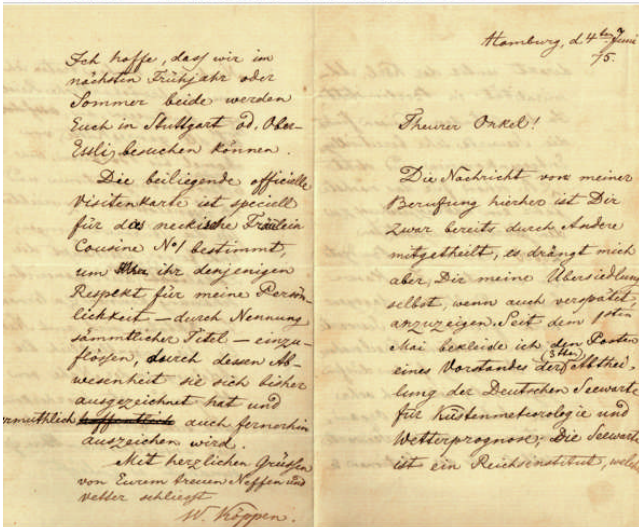 Hamburg, d. 4ten Juni
75.
Theurer Onkel!
Die Nachricht von meiner
Berufung hierher ist Dir
zwar bereits durch Andere
mitgetheilt, es drängt mich
aber, Dir meine Übersiedlung
selbst, wenn auch verspätet,
anzuzeigen. Seit dem
Mai bekleide ich den Posten
eines Vorstandes der (3ten) Abthei-
lung der Deutschen Seewarte
für Küstenmeteorologie und
Wetterprognose; Die Seewarte
ist ein Reichsinstitut,
Ich hoffe, dass wir im
nächsten Frühjahr oder
Sommer beide werden
Euch in Stuttgart od. Ober-
Essli. besuchen können.
Die beiliegende officielle
Visitenkarte ist speciell
für das neckische Fräulein
Cousine No 1 bestimmt,
um ihr denjenigen
Respekt für meine Persön-
lichkeit – durch Nennung
sämmtlicher Titel – einzu-
flössen, durch dessen Ab-
wesenheit sie sich bisher
ausgezeichnet hat und
vermuthlich hoffentlich auch fernerhin
auszeichen wird.
Mit herzlichen Grüssen
von Eurem treuen Neffen und
Vetter schliesst
W. Köppen.